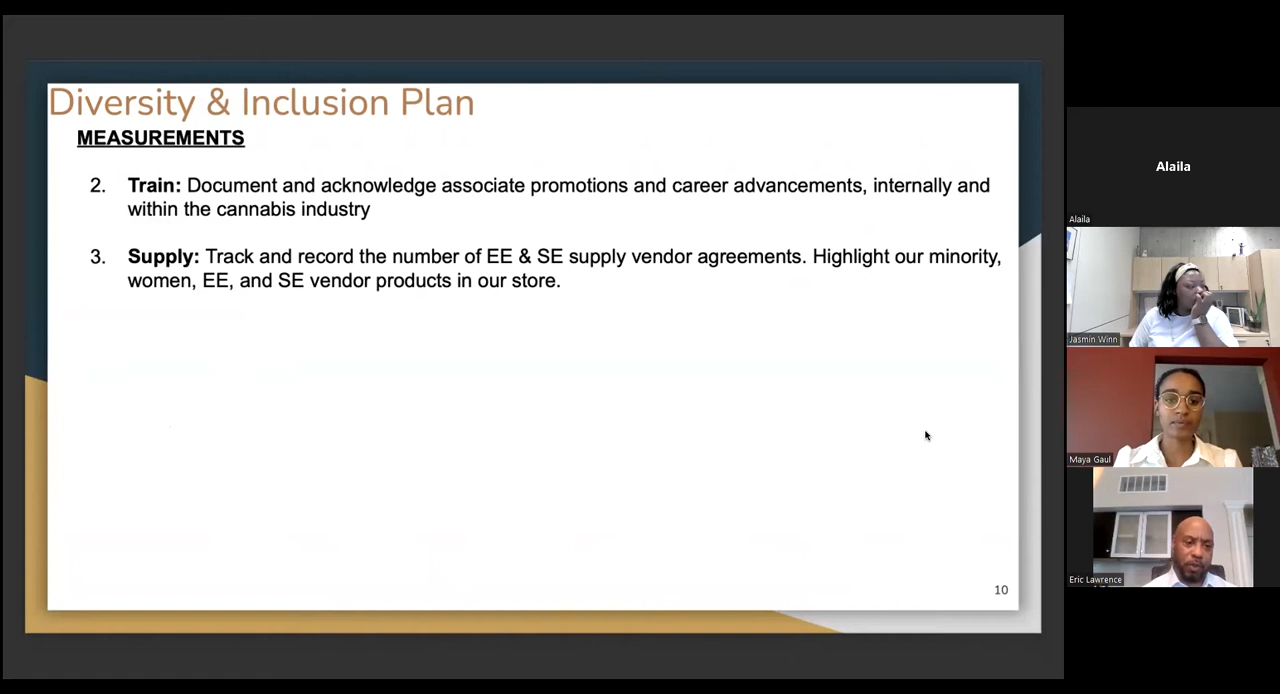 Diversity & Inclusion Plan
MEASUREMENTS
2. Train: Document and acknowledge associate promotions and career advancements, internally and
within the cannabis industry
3. Supply: Track and record the number of EE & SE supply vendor agreements. Highlight our minority,
women, EE, and SE vendor products in our store.
10
Alaila
Alaila
Jasmin Winn
Maya Gaul
Eric Lawrence